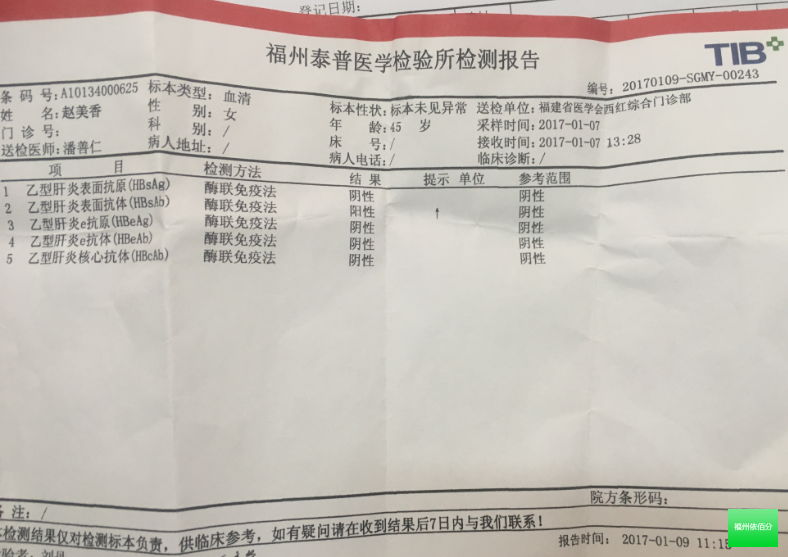 登记日期:
福州泰普医学检验所检测报告
TIB
编号: 20170109-SGMY-00243
条 码 号:A10134000625 标本类型: 血清 标本性状: 标本未见异常 送检单位: 福建省医学会西红综合门诊部
姓 名: 赵美香 性 别: 女 年 龄: 45 岁 采样时间: 2017-01-07
门 诊 号: 科 别: / 床 号: / 接收时间: 2017-01-07 13:28
送检医师: 潘善仁 病人地址: / 病人电话: / 临床诊断: /
项 目 检测方法 结 果 提示 单位 参考范围
1 乙型肝炎表面抗原(HBsAg) 酶联免疫法 阴性 阴性
2 乙型肝炎表面抗体(HBsAb) 酶联免疫法 阳性 ↑ 阴性
3 乙型肝炎e抗原(HBeAg) 酶联免疫法 阴性 阴性
4 乙型肝炎e抗体(HBeAb) 酶联免疫法 阴性 阴性
5 乙型肝炎核心抗体(HBcAb) 酶联免疫法 阴性 阴性
院方条形码:
备 注: /
本检测结果仅对检测标本负责，供临床参考，如有疑问请在收到结果后7日内与我们联系！
报告时间: 2017-01-09 11:15
福州依佰分